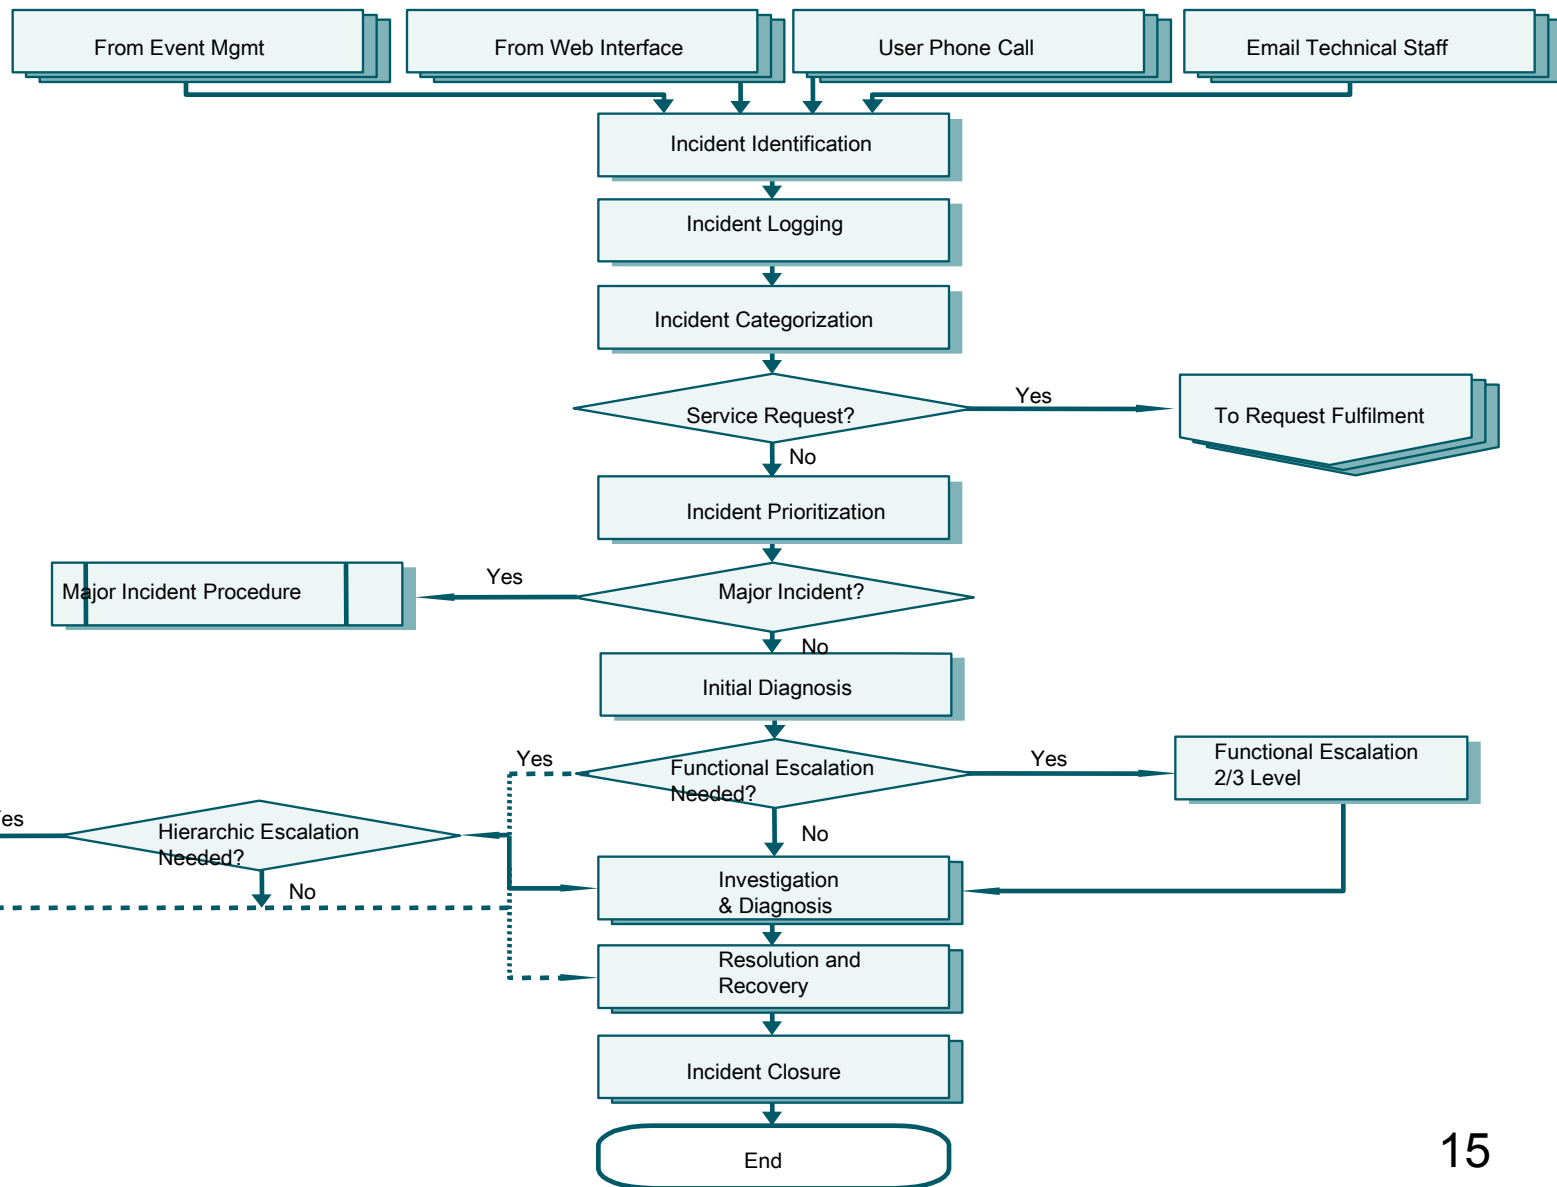 From Event Mgmt
From Web Interface
User Phone Call
Email Technical Staff
Incident Identification
Incident Logging
Incident Categorization
Service Request?
Yes
To Request Fulfilment
No
Incident Prioritization
Major Incident Procedure
Yes
Major Incident?
No
Initial Diagnosis
Yes
Functional Escalation
Needed?
Yes
Functional Escalation
2/3 Level
es
Hierarchic Escalation
Needed?
No
No
Investigation
& Diagnosis
Resolution and
Recovery
Incident Closure
End
15